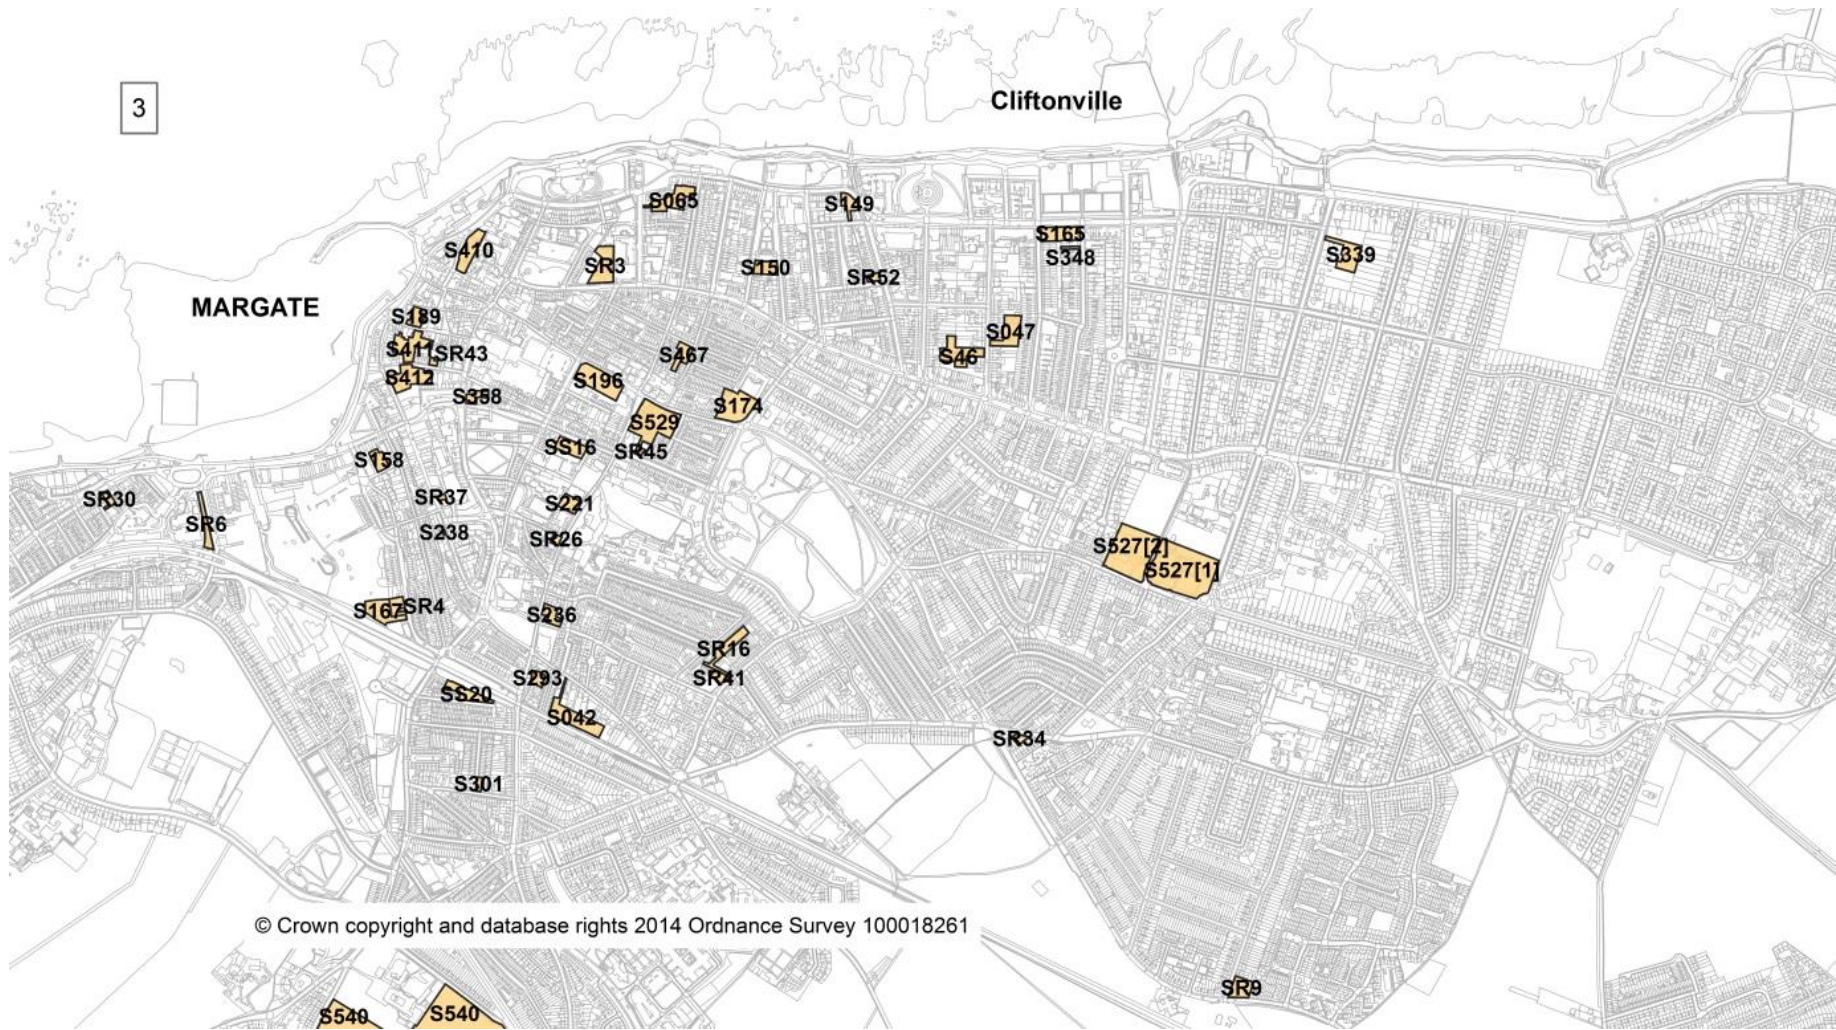 3
Cliftonville
S065
S149
S165
S410
S348
S339
SR3
S150
SR52
MARGATE
S189
S047
S411
SR43
S467
S46
S412
S196
S358
S174
S529
SS16
SR45
S158
SR30
SR37
S221
SR6
S238
SR26
S527[2]
S527[1]
S167
SR4
S236
SR16
SR41
S293
SS20
S042
SR34
S301
© Crown copyright and database rights 2014 Ordnance Survey 100018261
SR9
S540
S540